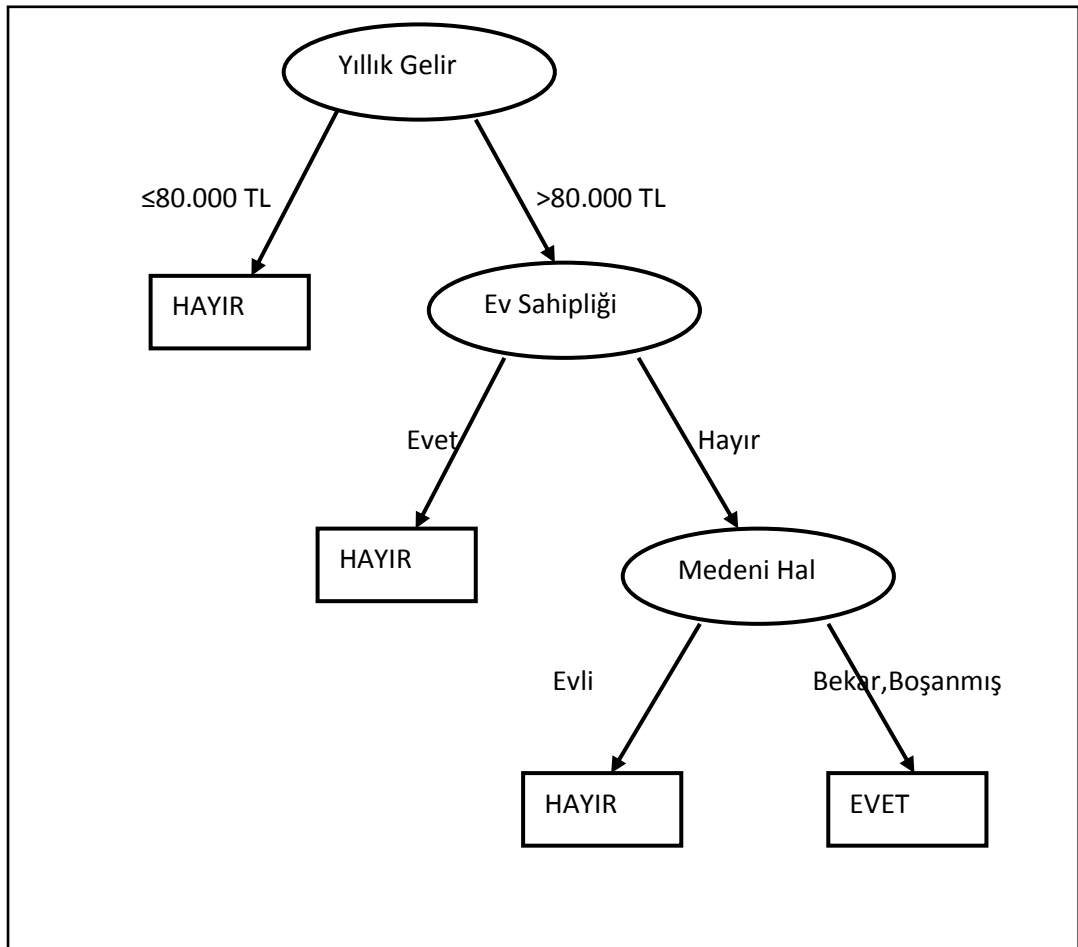 Yıllık Gelir
≤80.000 TL
>80.000 TL
HAYIR
Ev Sahipliği
Evet
Hayır
HAYIR
Medeni Hal
Evli
Bekar,Boşanmış
HAYIR
EVET